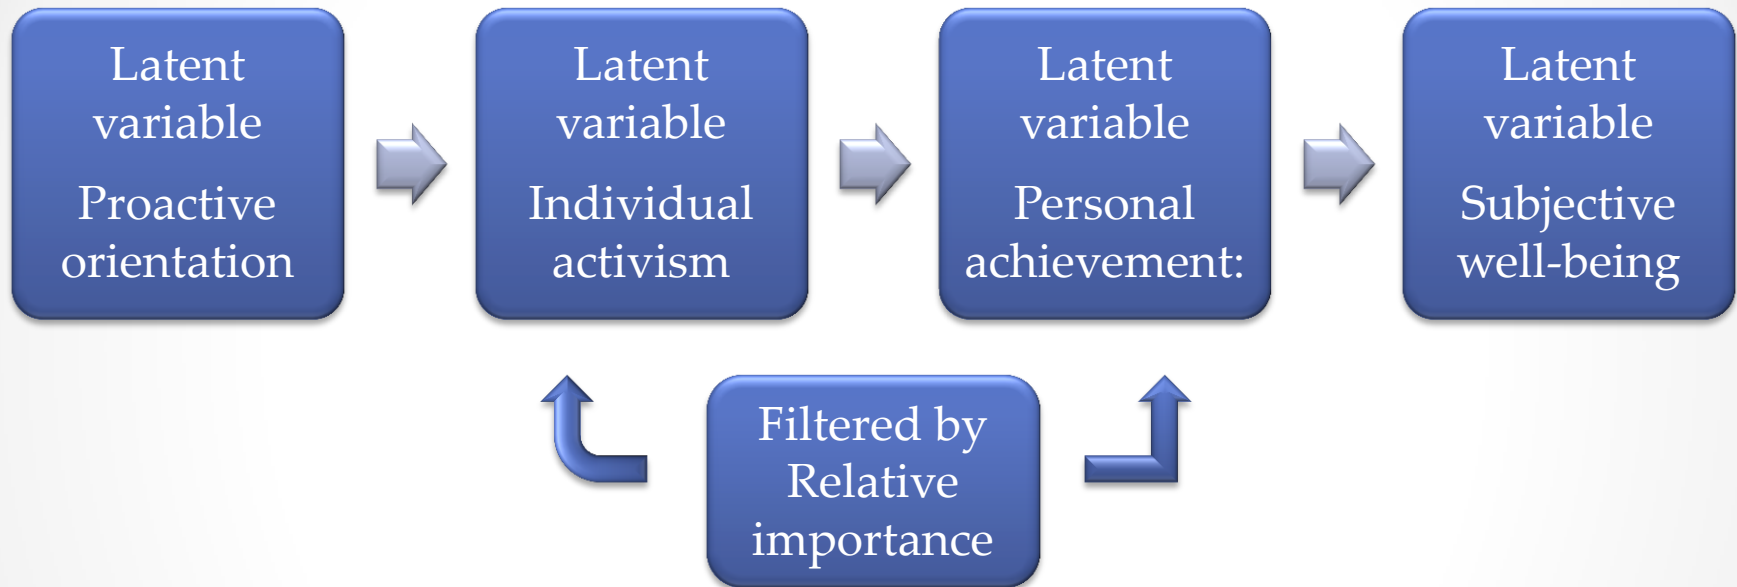 Latent
variable
Proactive
orientation
Latent
variable
Individual
activism
Latent
variable
Personal
achievement:
Latent
variable
Subjective
well-being
Filtered by
Relative
importance